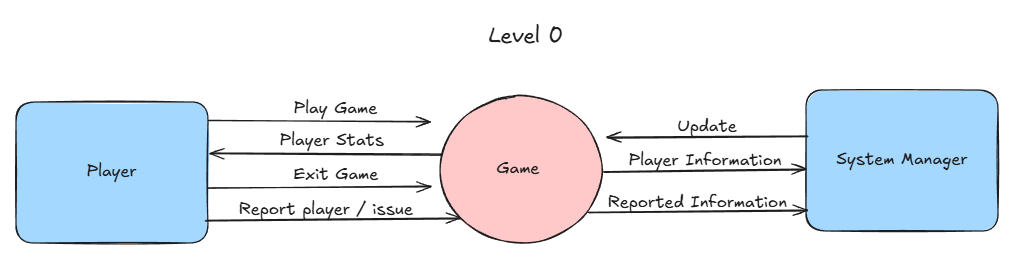 Level 0
Play Game
Player Stats
Exit Game
Report player / issue
Player
Game
Update
Player Information
Reported Information
System Manager